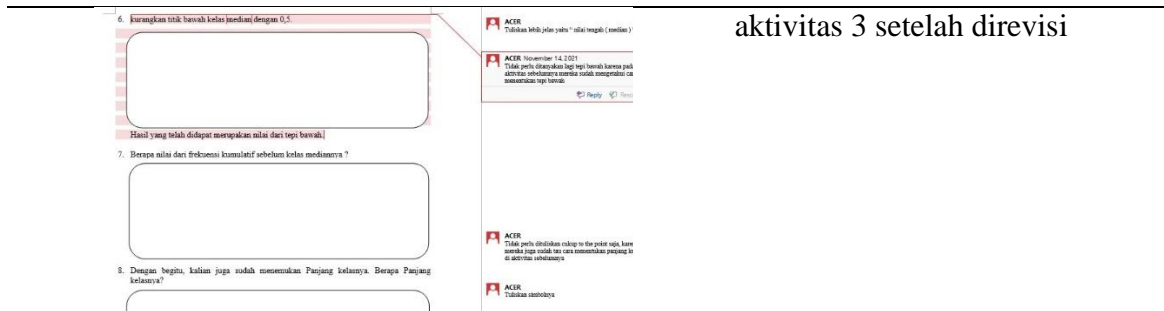 6. kurangkan titik bawah kelas median dengan 0,5.
Hasil yang telah didapat merupakan nilai dari tepi bawah.
7. Berapa nilai dari frekuensi kumulatif sebelum kelas mediannya ?
8. Dengan begitu, kalian juga sudah menemukan Panjang kelasnya. Berapa Panjang
kelasnya?
ACER
Tuliskan lebih jelas yaitu " nilai tengah ( median )
ACER November 14, 2021
Tidak perlu ditanyakan lagi tepi bawah karena pada
aktivitas sebelumnya mereka sudah mengetahui
menentukan tepi bawah
Reply
ACER
Tidak perlu dituliskan cukup to the point saja,
mereka juga sudah tau cara menentukan panjang
di aktivitas sebelumnya
ACER
Tuliskan simbolnya
aktivitas 3 setelah direvisi